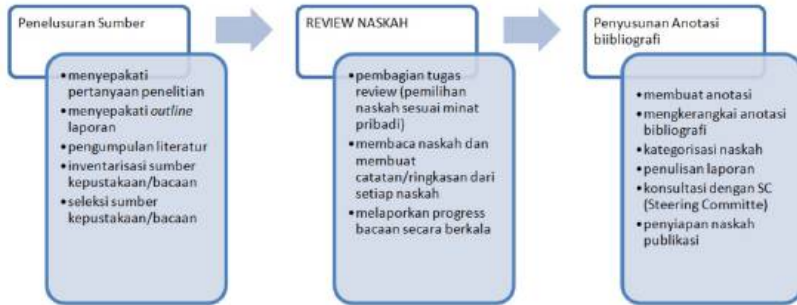 Penelusuran Sumber
•menyepakati
pertanyaan penelitian
•menyepakati outline
laporan
•pengumpulan literatur
•inventarisasi sumber
kepustakaan/bacaan
•seleksi sumber
kepustakaan/bacaan
REVIEW NASKAH
•pembagian tugas
review (pemilihan
naskah sesuai minat
pribadi)
•membaca naskah dan
membuat
catatan/ringkasan dari
setiap naskah
•melaporkan progress
bacaan secara berkala
Penyusunan Anotasi
biibliografi
•membuat anotasi
•mengkerangkai anotasi
bibliografi
•kategorisasi naskah
•penulisan laporan
•konsultasi dengan SC
(Steering Committe)
•penyiapan naskah
publikasi